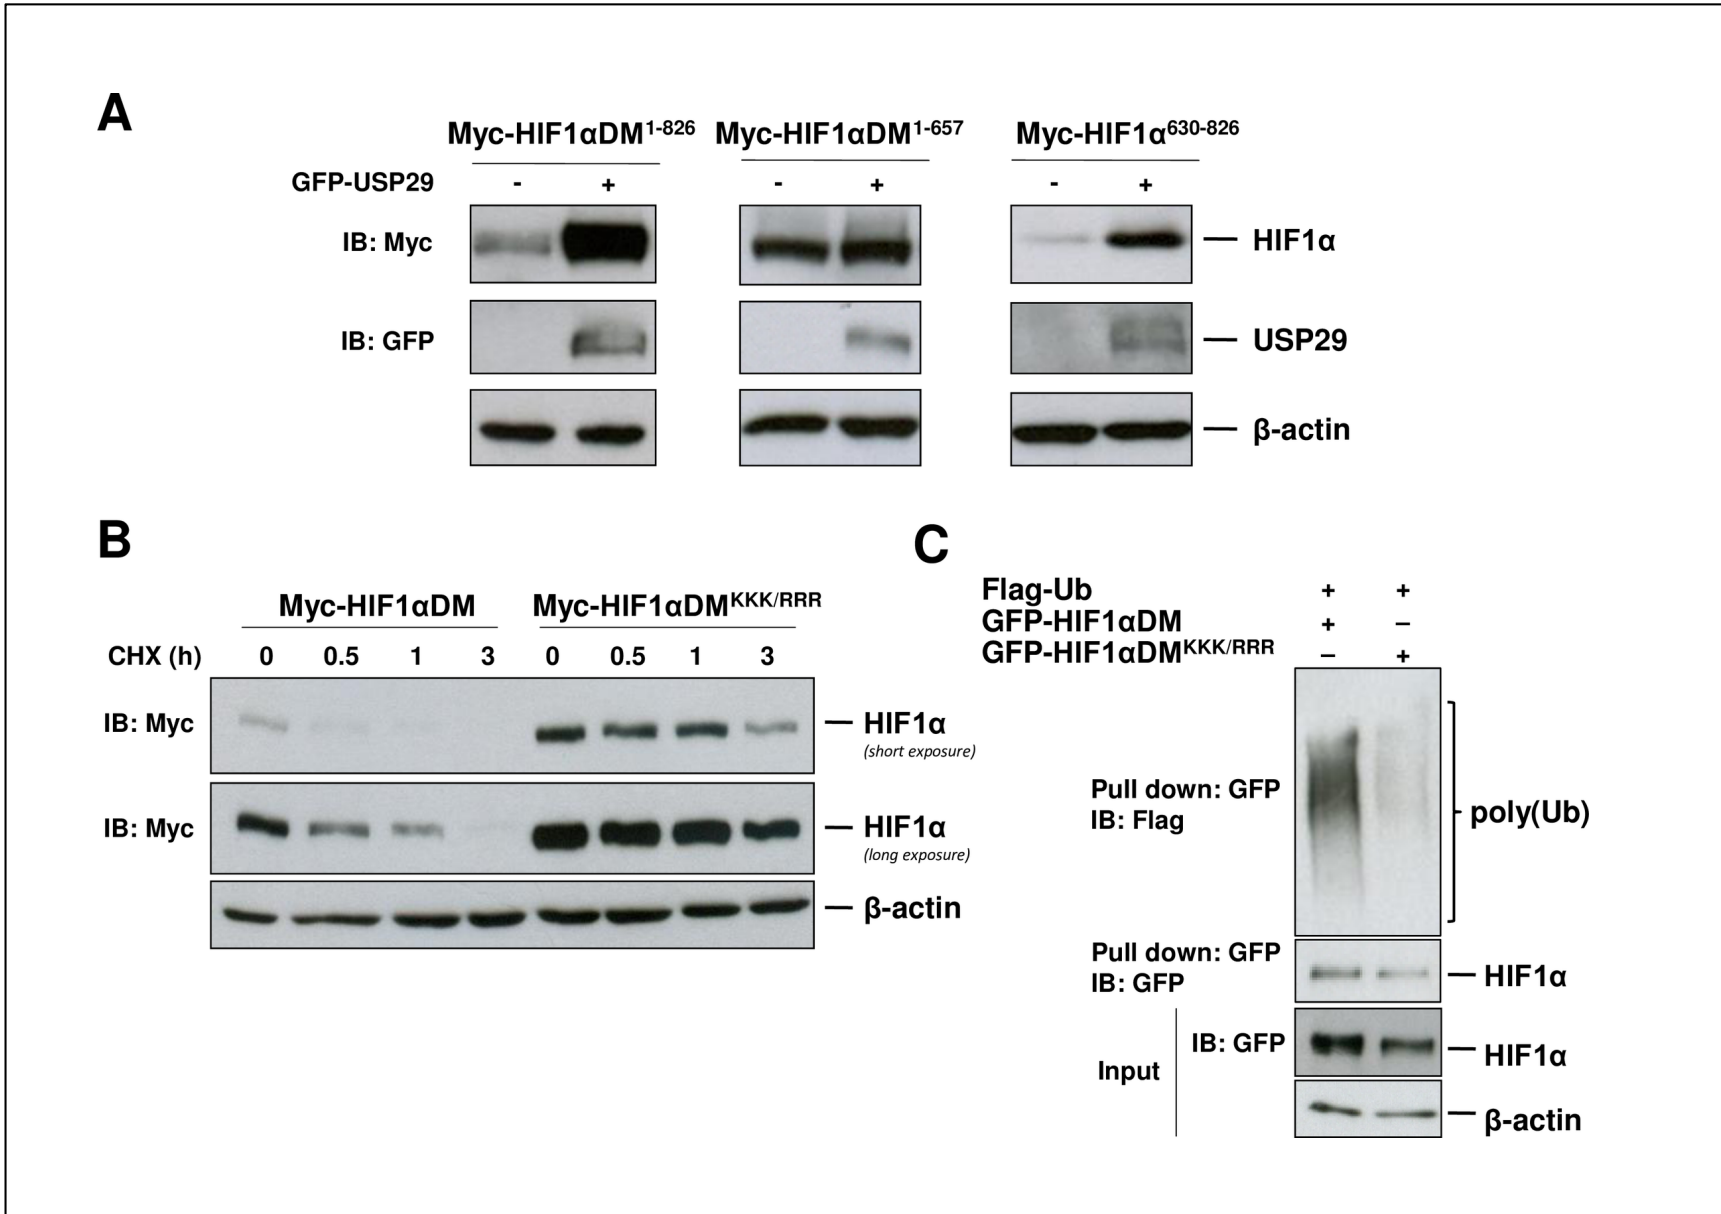 A
Myc-HIF1αDM1-826 Myc-HIF1αDM1-657 Myc-HIF1α630-826
GFP-USP29 - + - + - +
IB: Myc HIF1α
IB: GFP USP29
β-actin
B
Myc-HIF1αDM Myc-HIF1αDMKKK/RRR
CHX (h) 0 0.5 1 3 0 0.5 1 3
IB: Myc HIF1α
(short exposure)
IB: Myc HIF1α
(long exposure)
β-actin
C
Flag-Ub + +
GFP-HIF1αDM + –
GFP-HIF1αDMKKK/RRR – +
Pull down: GFP
IB: Flag
poly(Ub)
Pull down: GFP
IB: GFP
HIF1α
Input
IB: GFP HIF1α
β-actin